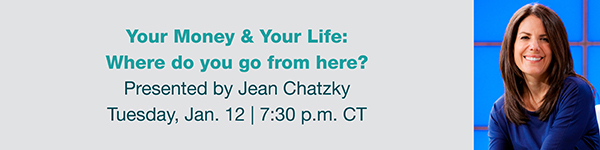 Your Money & Your Life:
Where do you go from here?
Presented by Jean Chatzky
Tuesday, Jan. 12 | 7:30 p.m. CT